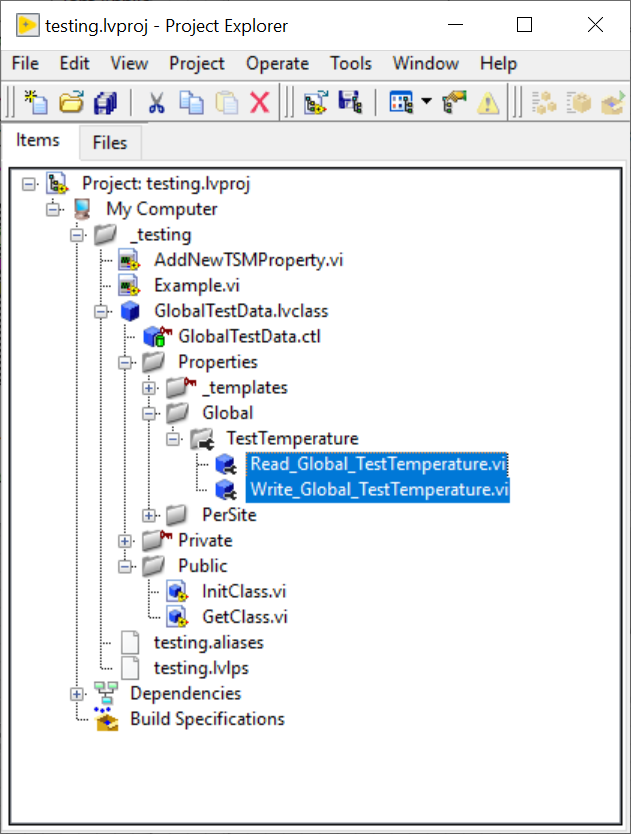 testing.lvproj - Project Explorer
File Edit View Project Operate Tools Window Help
Items Files
Project: testing.lvproj
My Computer
_testing
AddNewTSMProperty.vi
Example.vi
GlobalTestData.lvclass
GlobalTestData.ctl
Properties
_templates
Global
TestTemperature
Read_Global_TestTemperature.vi
Write_Global_TestTemperature.vi
PerSite
Private
Public
InitClass.vi
GetClass.vi
testing.aliases
testing.lvlps
Dependencies
Build Specifications